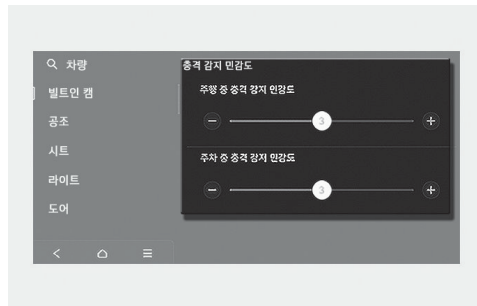 차량
빌트인 캠
공조
시트
라이트
도어
충격 감지 민감도
주행 중 충격 감지 민감도
3
주차 중 충격 감지 민감도
3